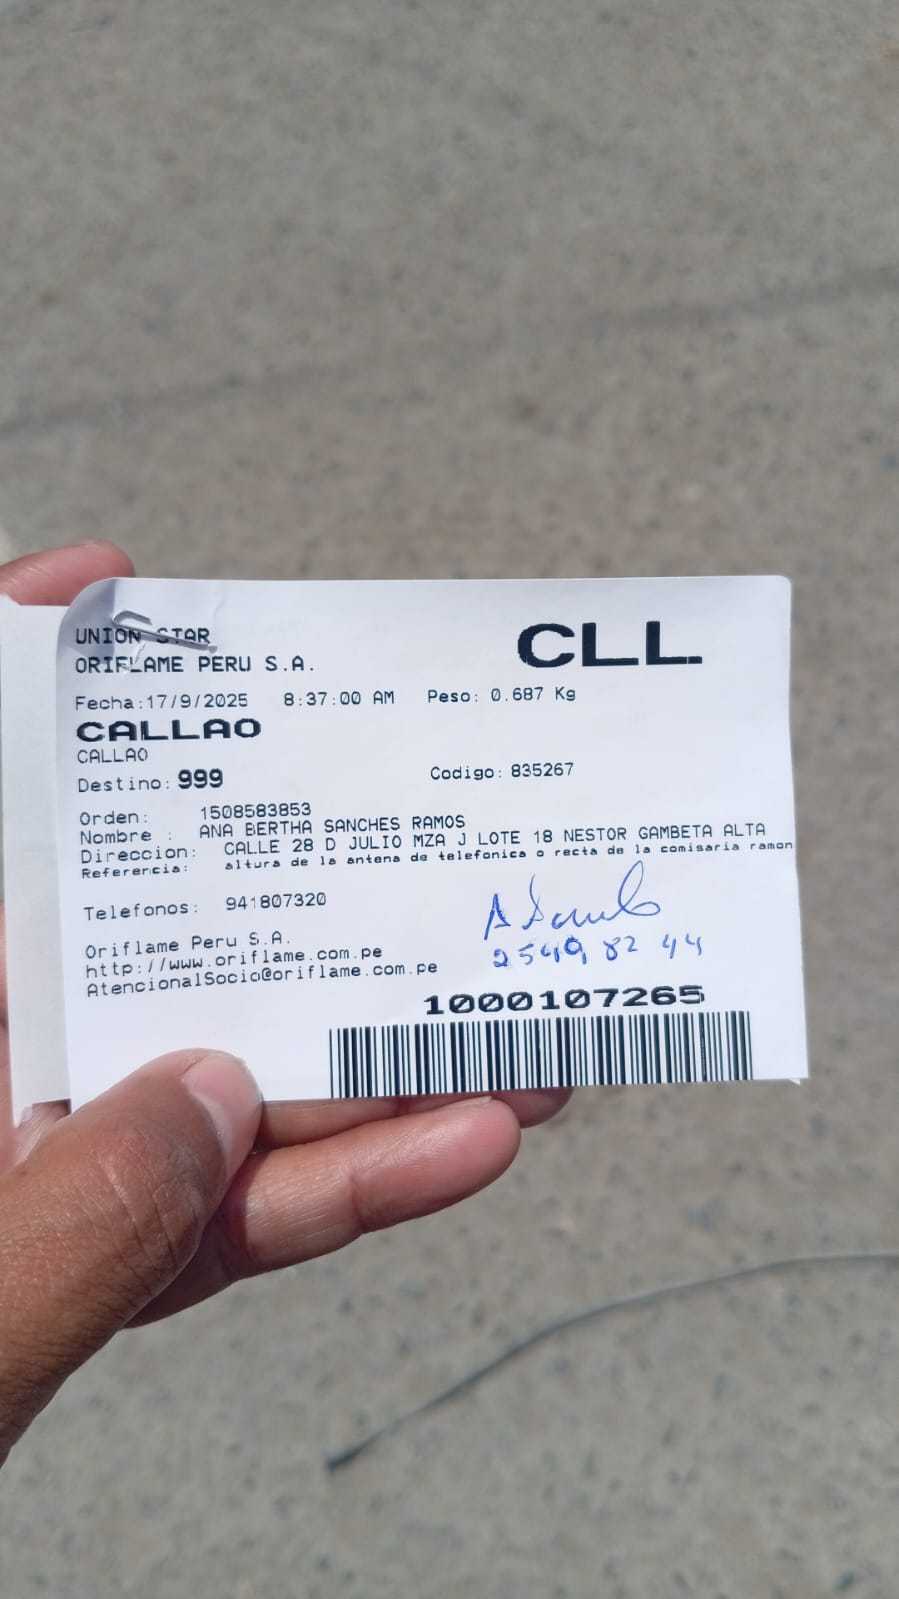 UNION STAR
ORIFLAME PERU S.A.
CLL
Fecha:17/9/2025 8:37:00 AM Peso: 0.687 Kg
CALLAO
CALLAO
Destino: 999 Codigo: 835267
Orden: 1508583853
Nombre : ANA BERTHA SANCHES RAMOS
Direccion: CALLE 28 D JULIO MZA J LOTE 18 NESTOR GAMBETA ALTA
Referencia: altura de la antena de telefonica o recta de la comisaria ramon
Telefonos: 941807320
Oriflame Peru S.A.
http://www.oriflame.com.pe
AtencionalSocio@oriflame.com.pe
2549 82 44
1000107265